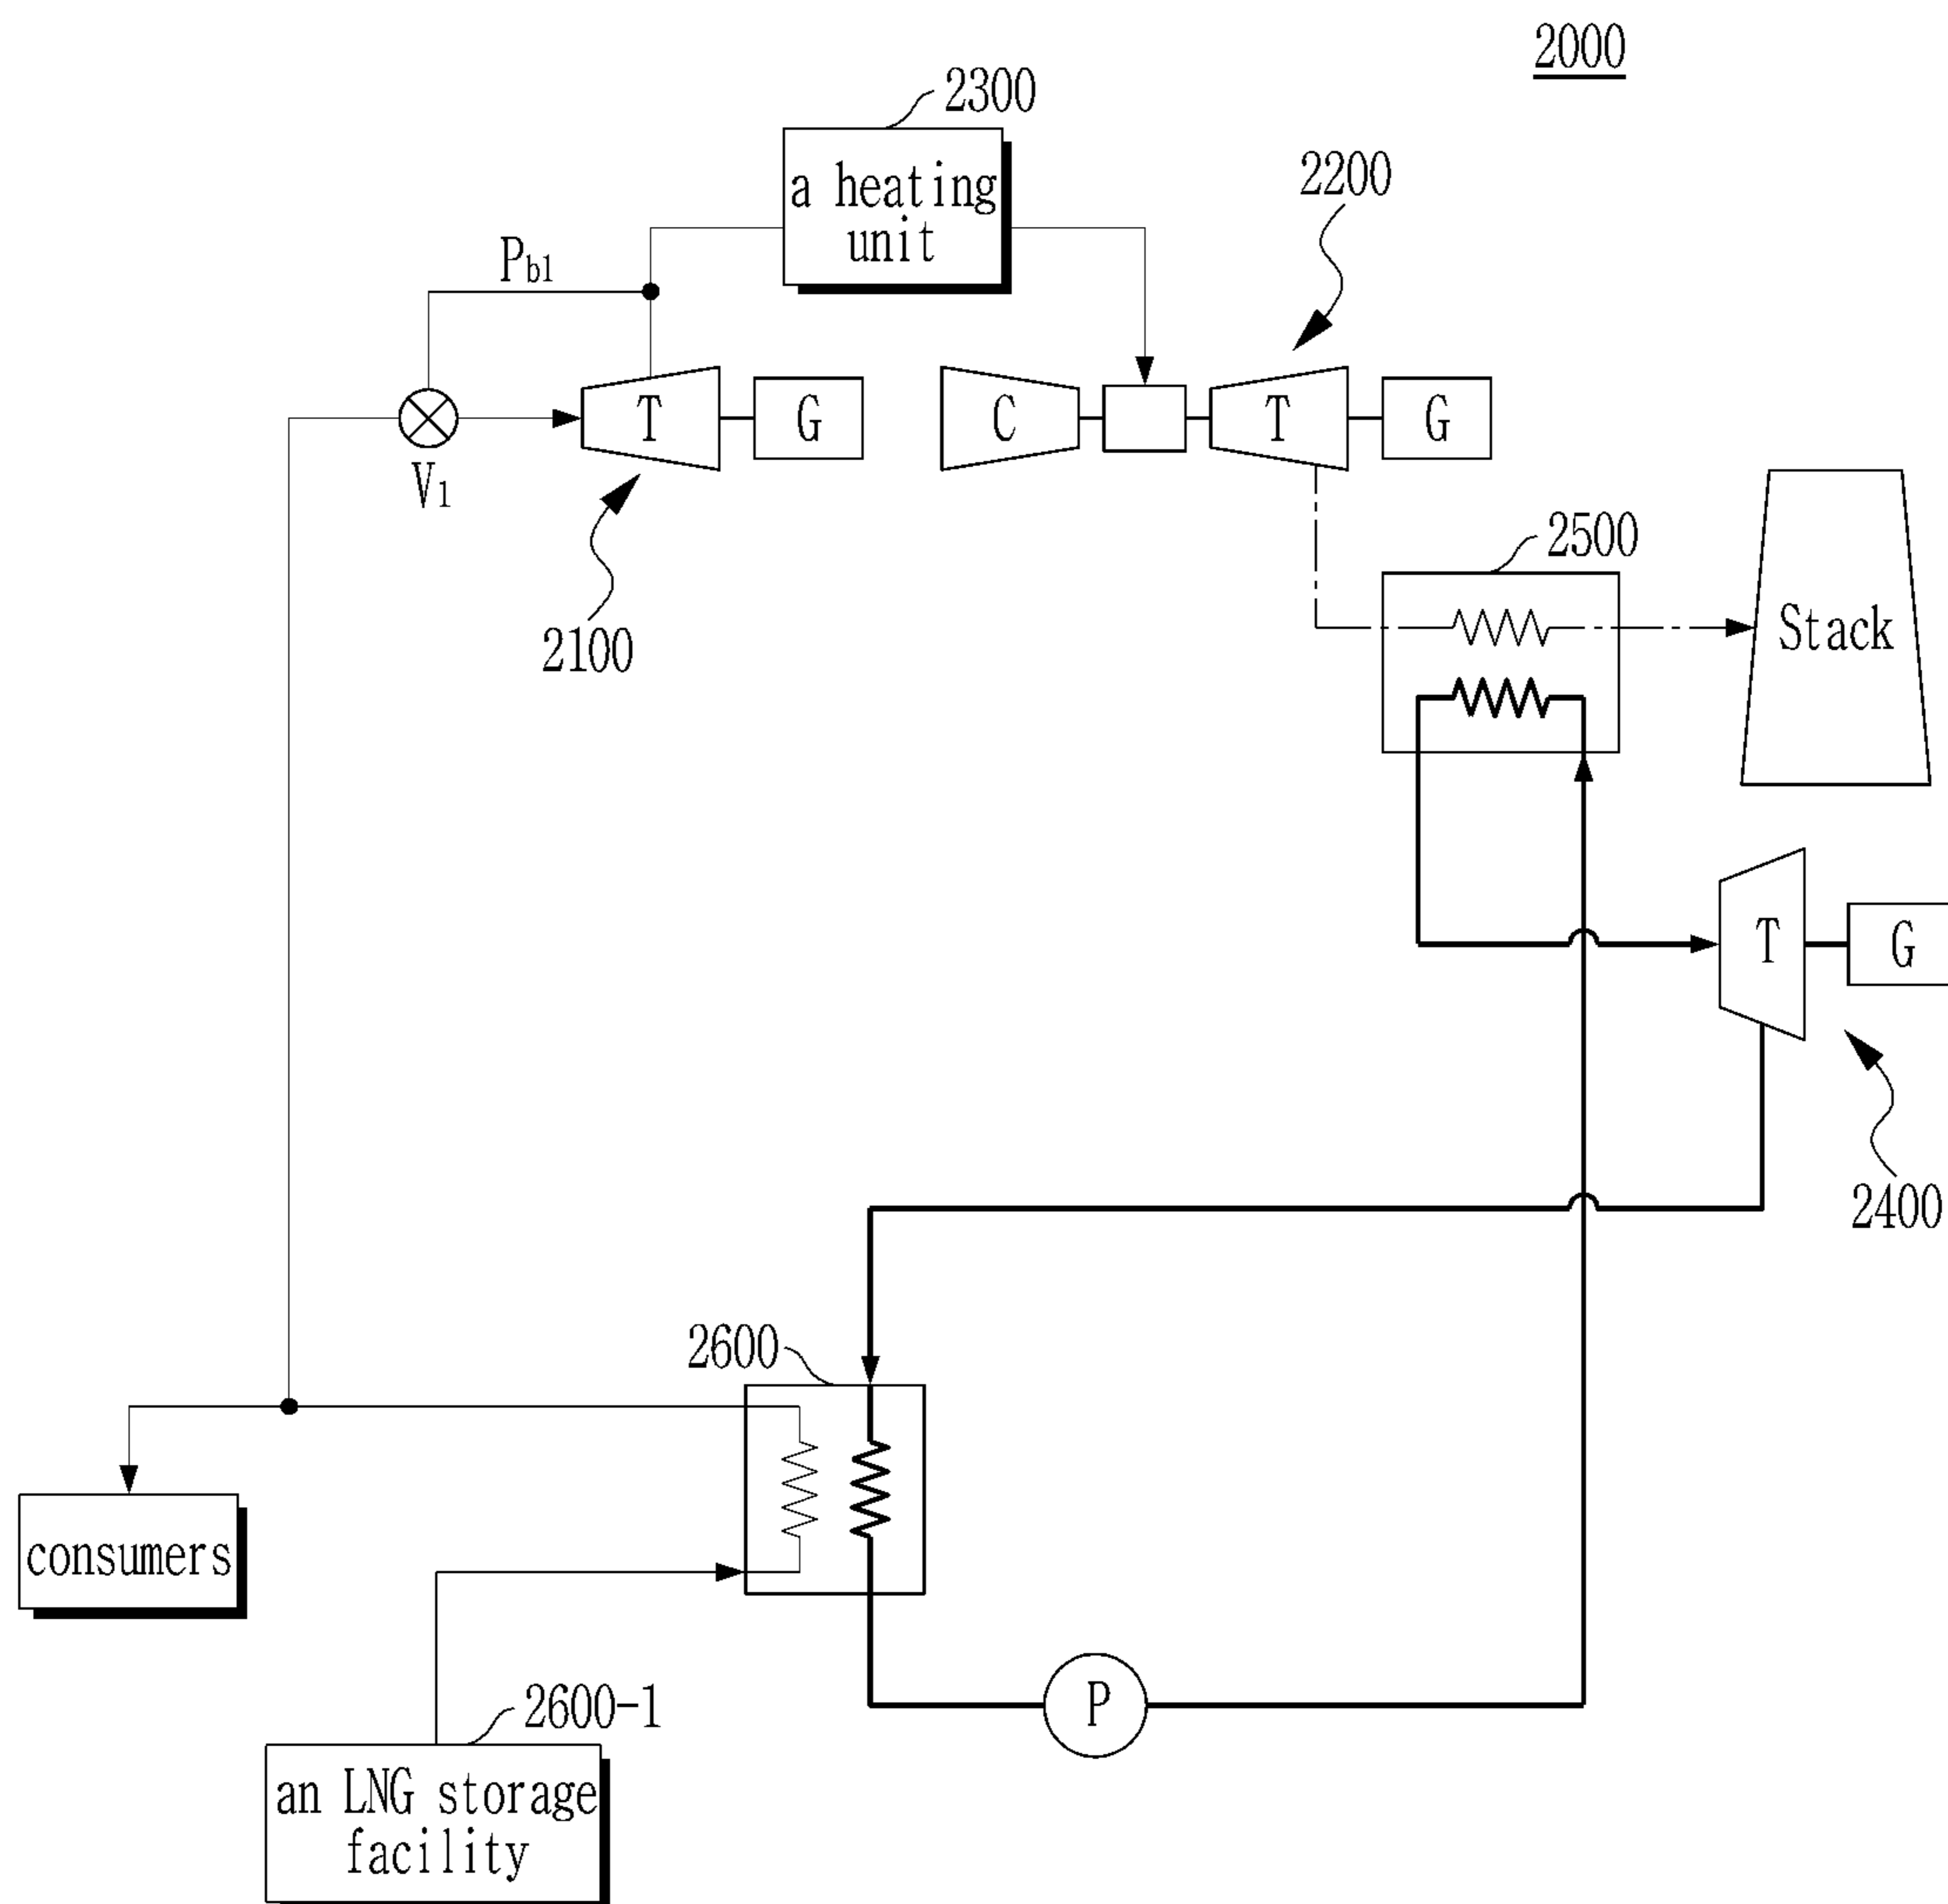 2000
2300
a heating
unit
2200
Pb1
T
G
C
T
G
V1
2100
2500
Stack
T
G
2400
2600
consumers
2600-1
P
an LNG storage
facility